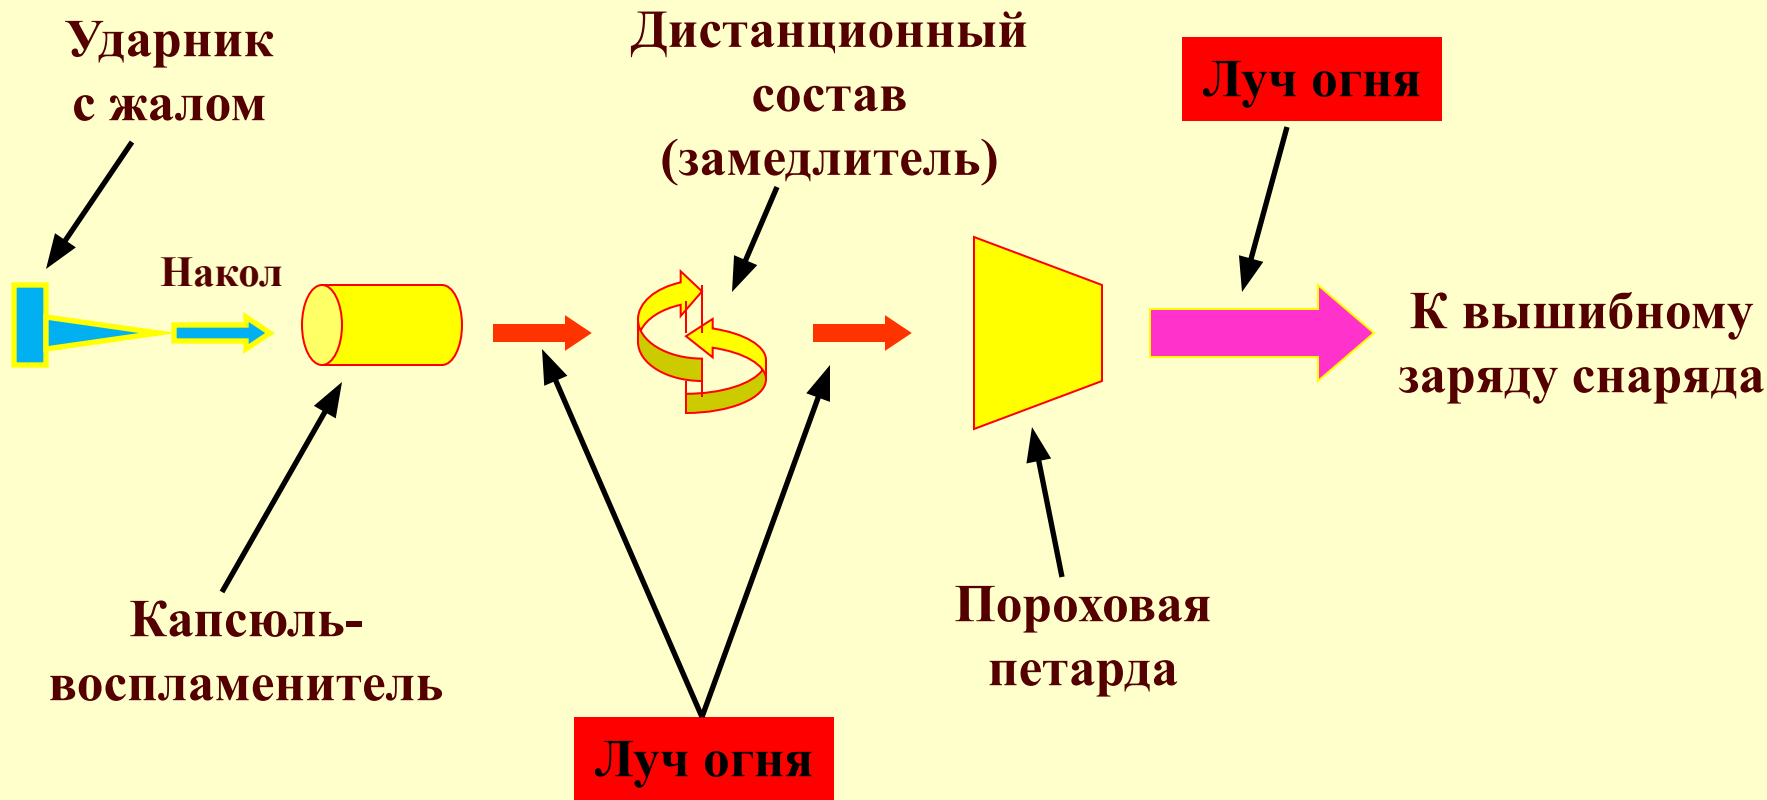 Ударник
с жалом
Дистанционный
состав
(замедлитель)
Луч огня
Накол
К вышибному
заряду снаряда
Капсюль-
воспламенитель
Пороховая
петарда
Луч огня